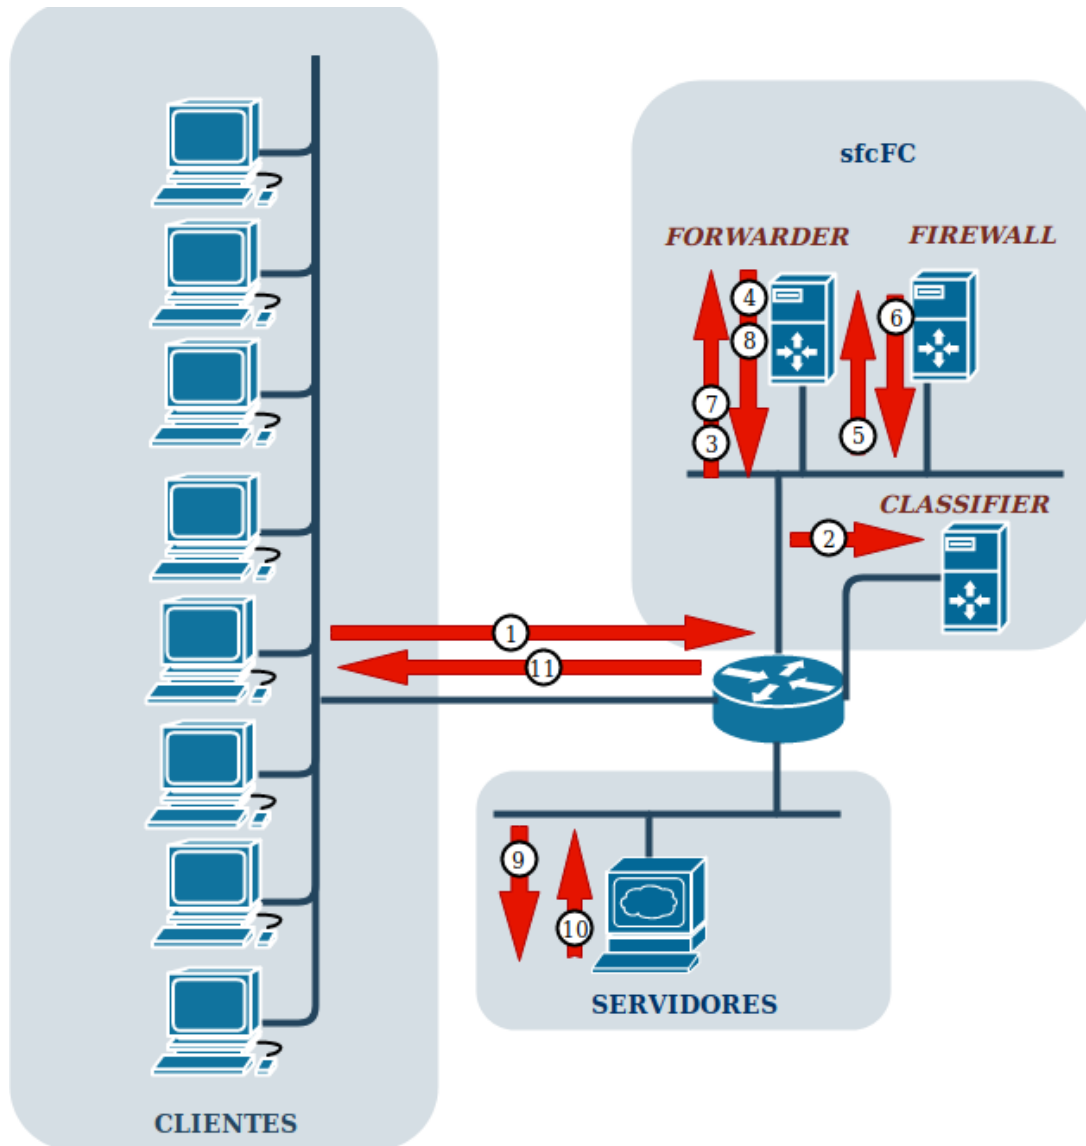 sfcFC
FORWARDER
FIREWALL
4
6
8
7
5
3
CLASSIFIER
2
1
11
9
10
SERVIDORES
CLIENTES